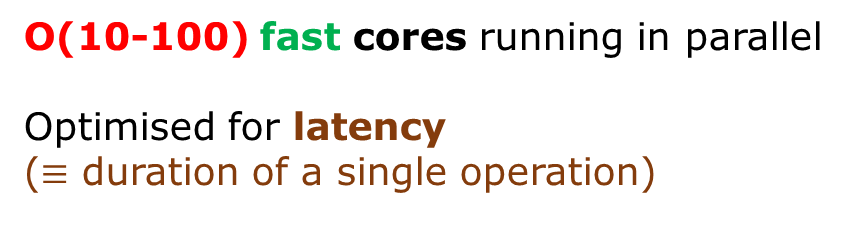 O(10-100) fast cores running in parallel
Optimised for latency
(≡ duration of a single operation)